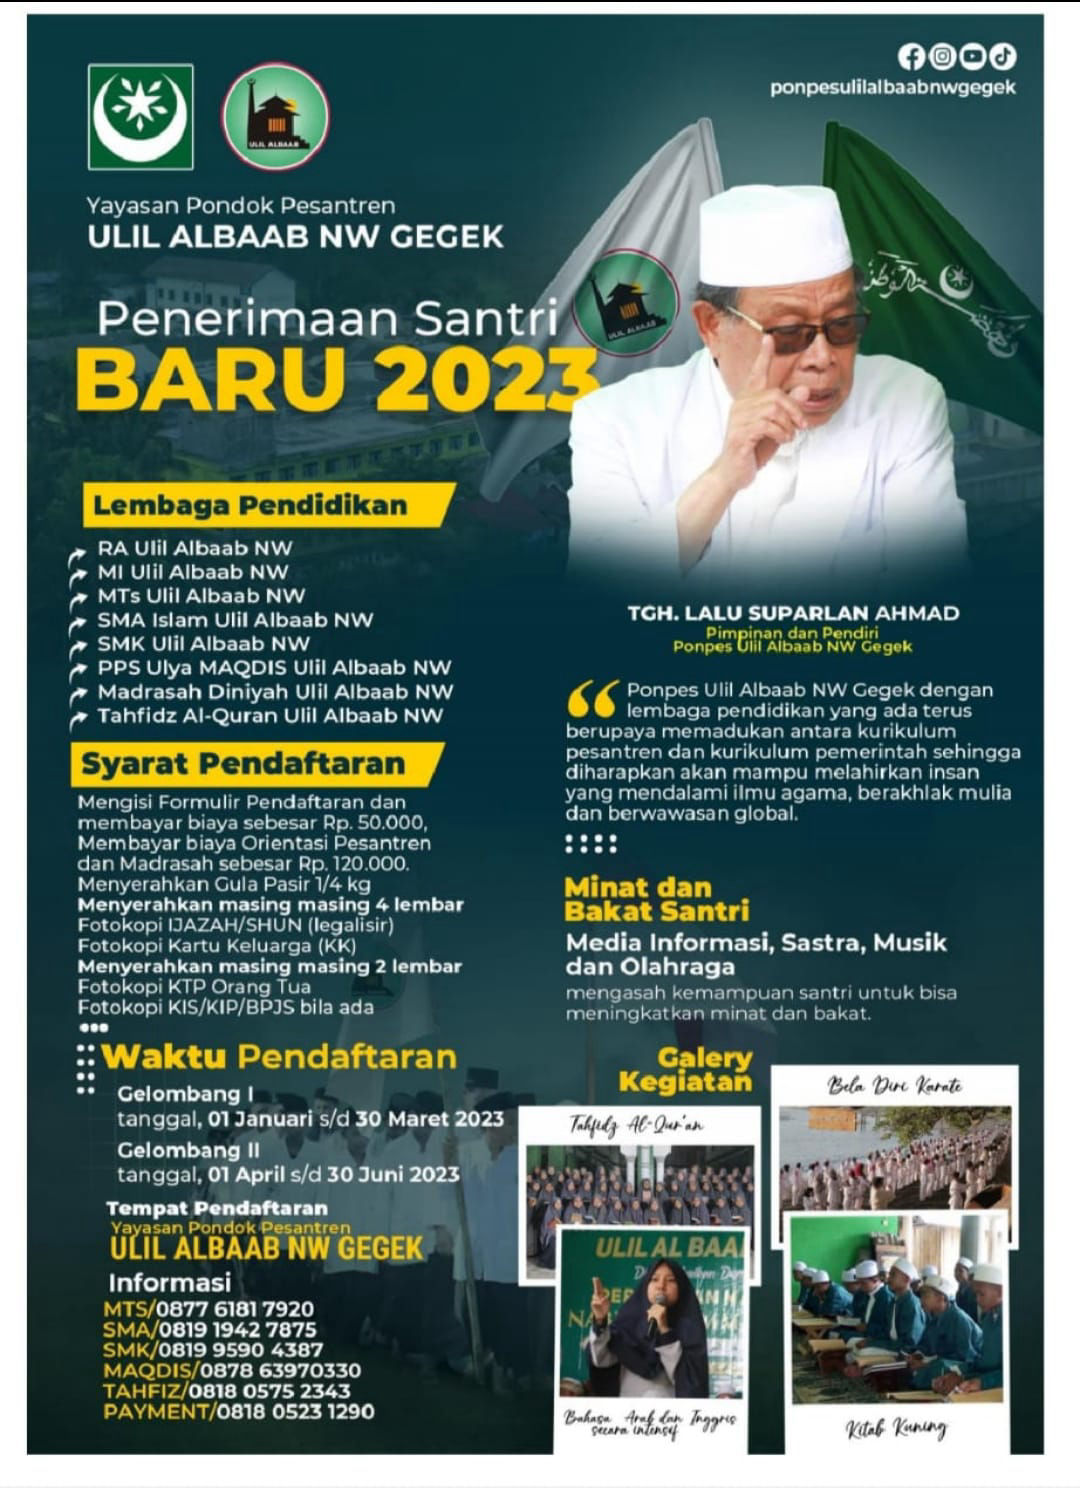 ponpesulilalbaabnwgegek
ULIL ALBAAB
Yayasan Pondok Pesantren
ULIL ALBAAB NW GEGEK
Penerimaan Santri
BARU 2023
ULIL ALBAAB
Lembaga Pendidikan
RA Ulil Albaab NW
MI Ulil Albaab NW
MTs Ulil Albaab NW
SMA Islam Ulil Albaab NW
SMK Ulil Albaab NW
PPS Ulya MAQDIS Ulil Albaab NW
Madrasah Diniyah Ulil Albaab NW
Tahfidz Al-Quran Ulil Albaab NW
Syarat Pendaftaran
Mengisi Formulir Pendaftaran dan
membayar biaya sebesar Rp. 50.000,
Membayar biaya Orientasi Pesantren
dan Madrasah sebesar Rp. 120.000.
Menyerahkan Gula Pasir 1/4 kg
Menyerahkan masing masing 4 lembar
Fotokopi IJAZAH/SHUN (legalisir)
Fotokopi Kartu Keluarga (KK)
Menyerahkan masing masing 2 lembar
Fotokopi KTP Orang Tua
Fotokopi KIS/KIP/BPJS bila ada
Waktu Pendaftaran
Gelombang I
tanggal, 01 Januari s/d 30 Maret 2023
Gelombang II
tanggal, 01 April s/d 30 Juni 2023
Tempat Pendaftaran
Yayasan Pondok Pesantren
ULIL ALBAAB NW GEGEK
Informasi
MTS/0877 6181 7920
SMA/0819 1942 7875
SMK/0819 9590 4387
MAQDIS/0878 63970330
TAHFIZ/0818 0575 2343
PAYMENT/0818 0523 1290
TGH. LALU SUPARLAN AHMAD
Pimpinan dan Pendiri
Ponpes Ulil Albaab NW Gegek
“ Ponpes Ulil Albaab NW Gegek dengan
lembaga pendidikan yang ada terus
berupaya memadukan antara kurikulum
pesantren dan kurikulum pemerintah sehingga
diharapkan akan mampu melahirkan insan
yang mendalami ilmu agama, berakhlak mulia
dan berwawasan global.
Minat dan
Bakat Santri
Media Informasi, Sastra, Musik
dan Olahraga
mengasah kemampuan santri untuk bisa
meningkatkan minat dan bakat.
Galery
Kegiatan
Tahfidz Al-Qur'an
Bela Diri Karate
ULIL AL BAA
Bahasa Arab dan Inggris
secara intensif
Kitab Kuning